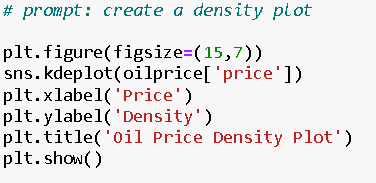 # prompt: create a density plot
plt.figure(figsize=(15,7))
sns.kdeplot(oilprice['price'])
plt.xlabel('Price')
plt.ylabel('Density')
plt.title('Oil Price Density Plot')
plt.show()